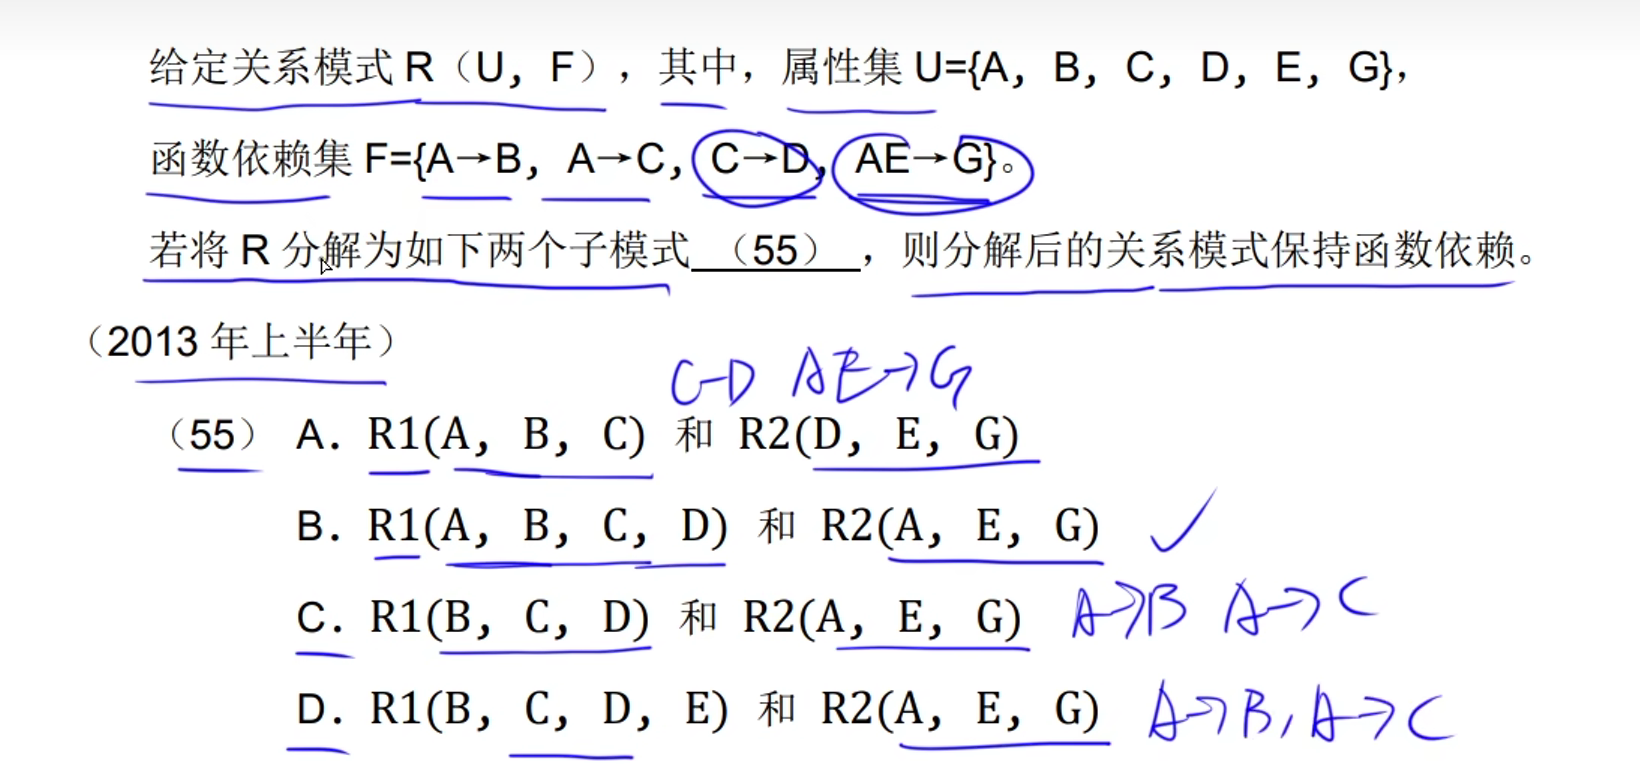 给定关系模式 R（U，F），其中，属性集 U={A，B，C，D，E，G}，
函数依赖集 F={A→B，A→C，C→D，AE→G}。
若将 R 分解为如下两个子模式（55），则分解后的关系模式保持函数依赖。
（2013 年上半年）
C-D AE→G
（55） A. R1(A, B, C) 和 R2(D, E, G)
B. R1(A, B, C, D) 和 R2(A, E, G) ✓
C. R1(B, C, D) 和 R2(A, E, G) A→B A→C
D. R1(B, C, D, E) 和 R2(A, E, G) A→B, A→C